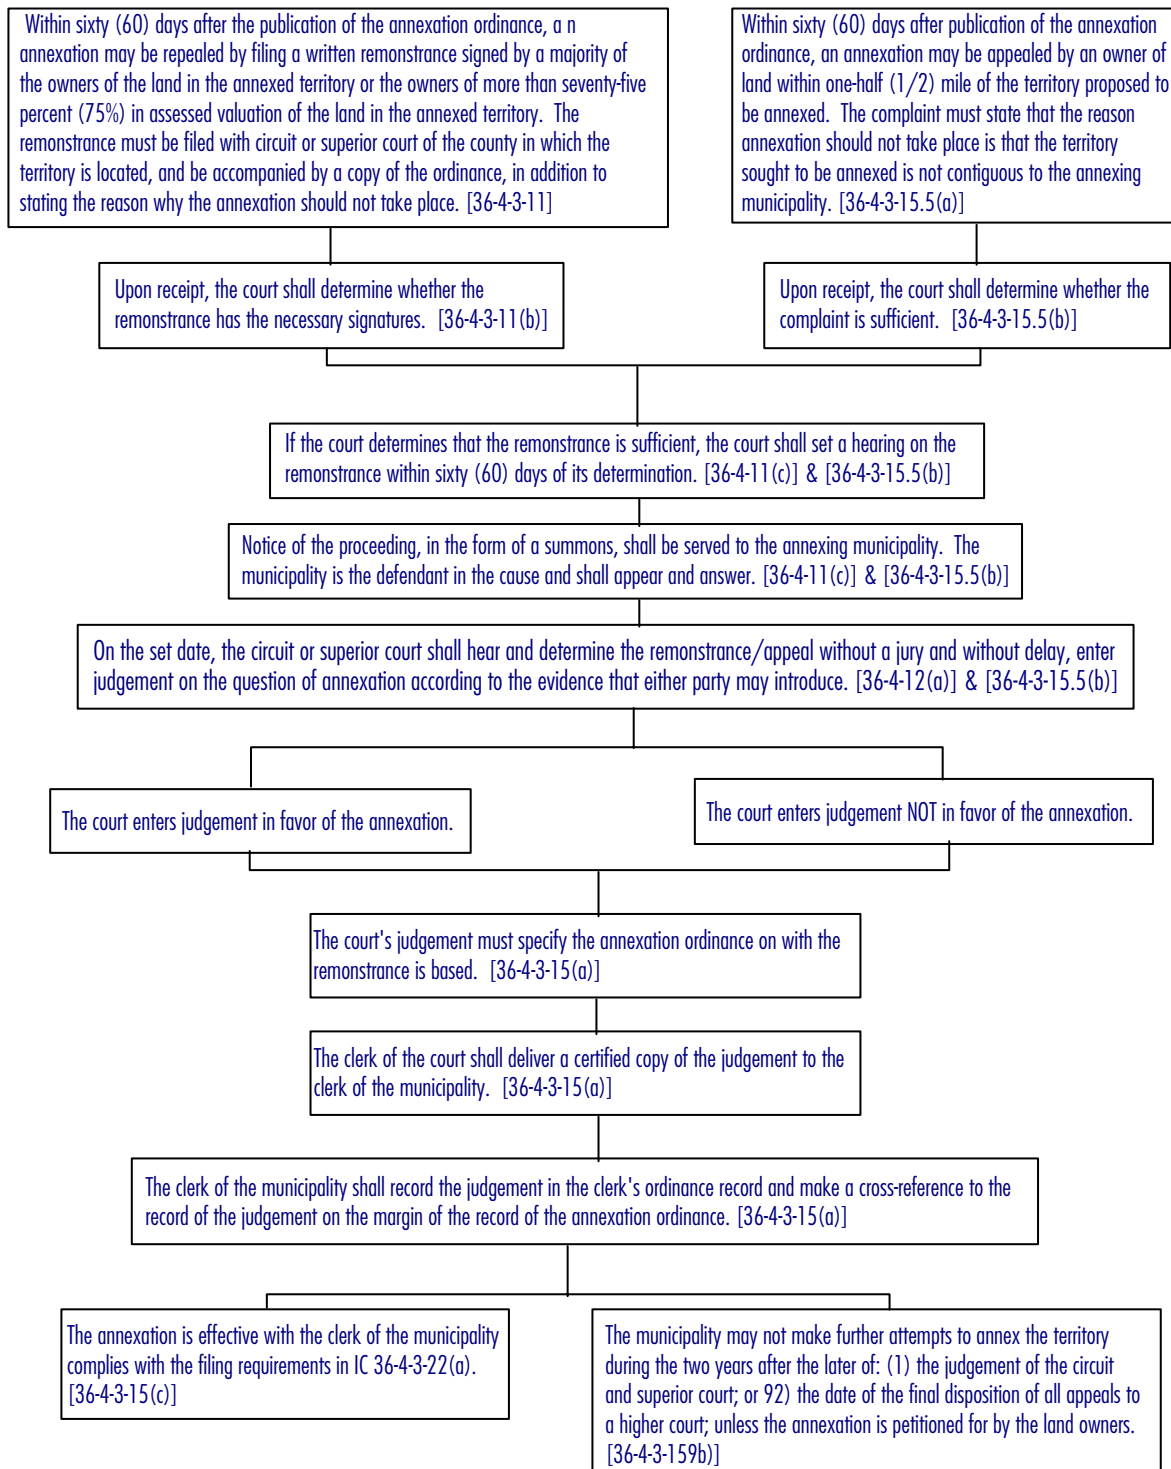 Within sixty (60) days after the publication of the annexation ordinance, a n
annexation may be repealed by filing a written remonstrance signed by a majority of
the owners of the land in the annexed territory or the owners of more than seventy-five
percent (75%) in assessed valuation of the land in the annexed territory. The
remonstrance must be filed with circuit or superior court of the county in which the
territory is located, and be accompanied by a copy of the ordinance, in addition to
stating the reason why the annexation should not take place. [36-4-3-11]
Within sixty (60) days after publication of the annexation
ordinance, an annexation may be appealed by an owner of
land within one-half (1/2) mile of the territory proposed to
be annexed. The complaint must state that the reason
annexation should not take place is that the territory
sought to be annexed is not contiguous to the annexing
municipality. [36-4-3-15.5(a)]
Upon receipt, the court shall determine whether the
remonstrance has the necessary signatures. [36-4-3-11(b)]
Upon receipt, the court shall determine whether the
complaint is sufficient. [36-4-3-15.5(b)]
If the court determines that the remonstrance is sufficient, the court shall set a hearing on the
remonstrance within sixty (60) days of its determination. [36-4-11(c)] & [36-4-3-15.5(b)]
Notice of the proceeding, in the form of a summons, shall be served to the annexing municipality. The
municipality is the defendant in the cause and shall appear and answer. [36-4-11(c)] & [36-4-3-15.5(b)]
On the set date, the circuit or superior court shall hear and determine the remonstrance/appeal without a jury and without delay, enter
judgement on the question of annexation according to the evidence that either party may introduce. [36-4-12(a)] & [36-4-3-15.5(b)]
The court enters judgement in favor of the annexation.
The court enters judgement NOT in favor of the annexation.
The court's judgement must specify the annexation ordinance on with the
remonstrance is based. [36-4-3-15(a)]
The clerk of the court shall deliver a certified copy of the judgement to the
clerk of the municipality. [36-4-3-15(a)]
The clerk of the municipality shall record the judgement in the clerk's ordinance record and make a cross-reference to the
record of the judgement on the margin of the record of the annexation ordinance. [36-4-3-15(a)]
The annexation is effective with the clerk of the municipality
complies with the filing requirements in IC 36-4-3-22(a).
[36-4-3-15(c)]
The municipality may not make further attempts to annex the territory
during the two years after the later of: (1) the judgement of the circuit
and superior court; or 92) the date of the final disposition of all appeals to
a higher court; unless the annexation is petitioned for by the land owners.
[36-4-3-159b)]